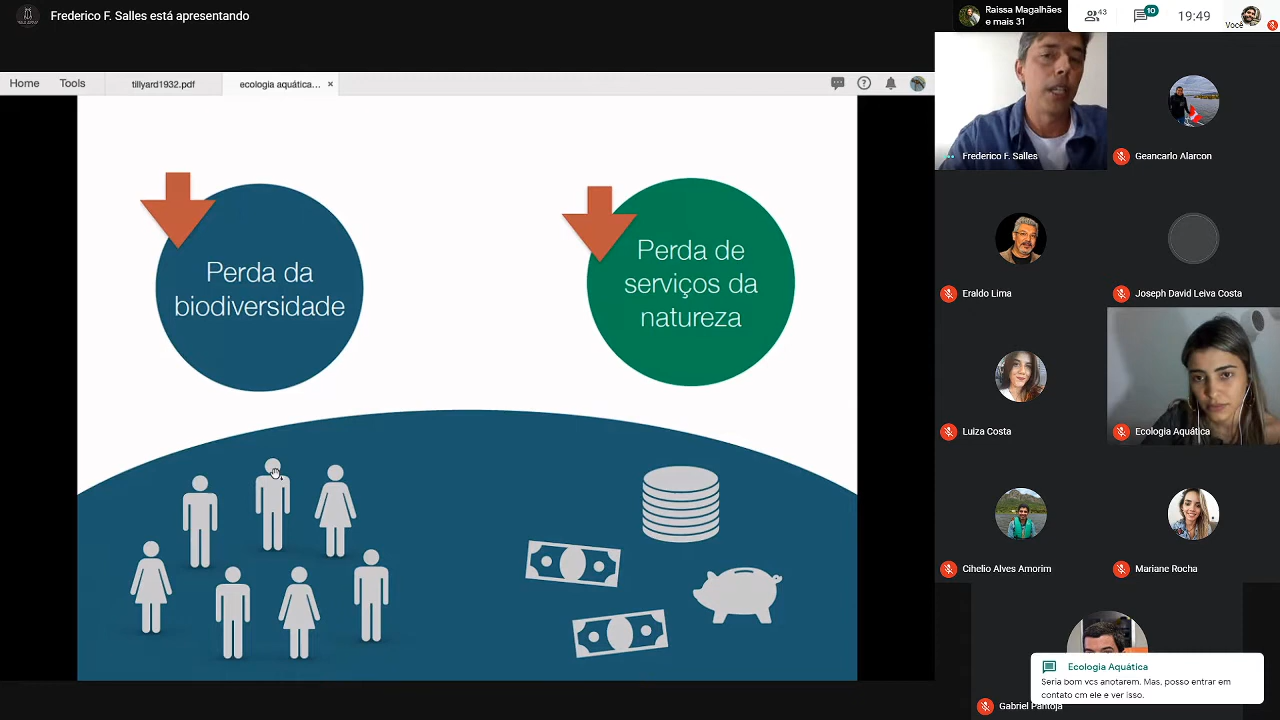 Frederico F. Salles está apresentando
Raissa Magalhães
e mais 31
43
10
19:49
Você
Home
Tools
tillyard1932.pdf
ecologia aquática...
Perda da
biodiversidade
Perda de
serviços da
natureza
Frederico F. Salles
Geancarlo Alarcon
Eraldo Lima
Joseph David Leiva Costa
Luiza Costa
Ecologia Aquática
Cihelio Alves Amorim
Mariane Rocha
Gabriel Pantoja
Ecologia Aquática
Seria bom vcs anotarem. Mas, posso entrar em
contato cm ele e ver isso.